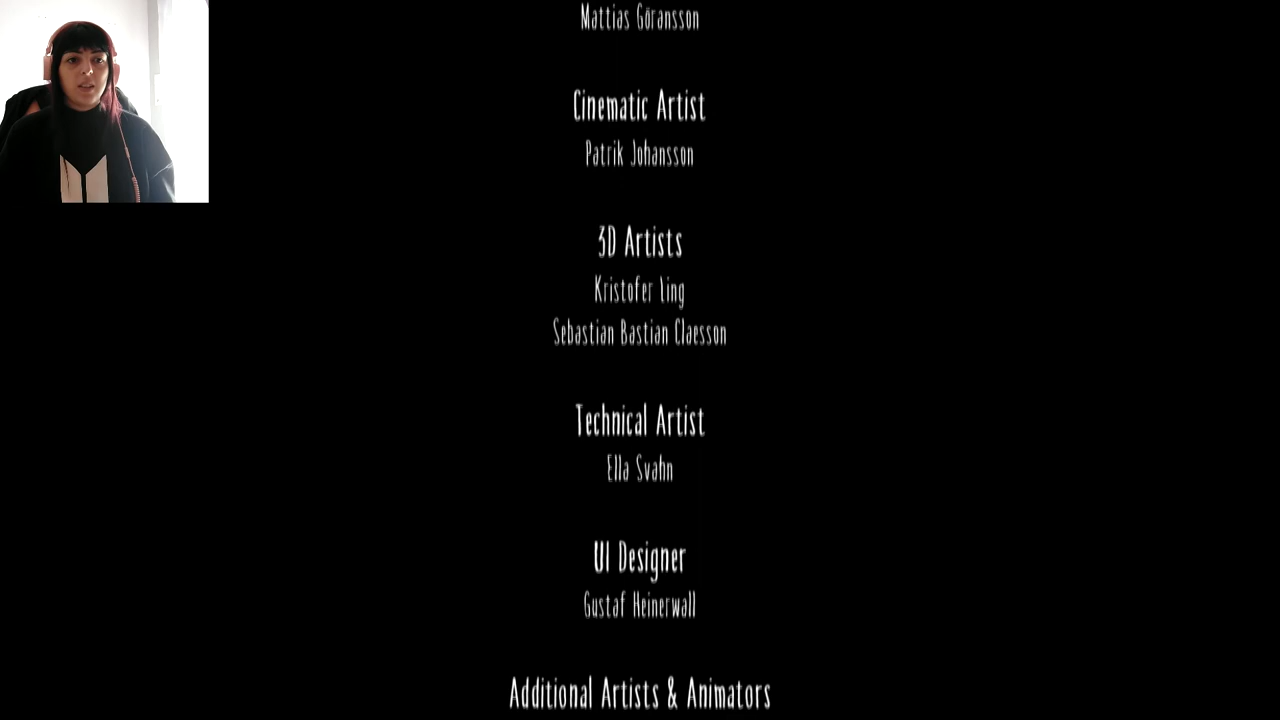 Mattias Göransson
Cinematic Artist
Patrik Johansson
3D Artists
Kristofer Ling
Sebastian Bastian Claesson
Technical Artist
Ella Svahn
UI Designer
Gustaf Heinerwall
Additional Artists & Animators